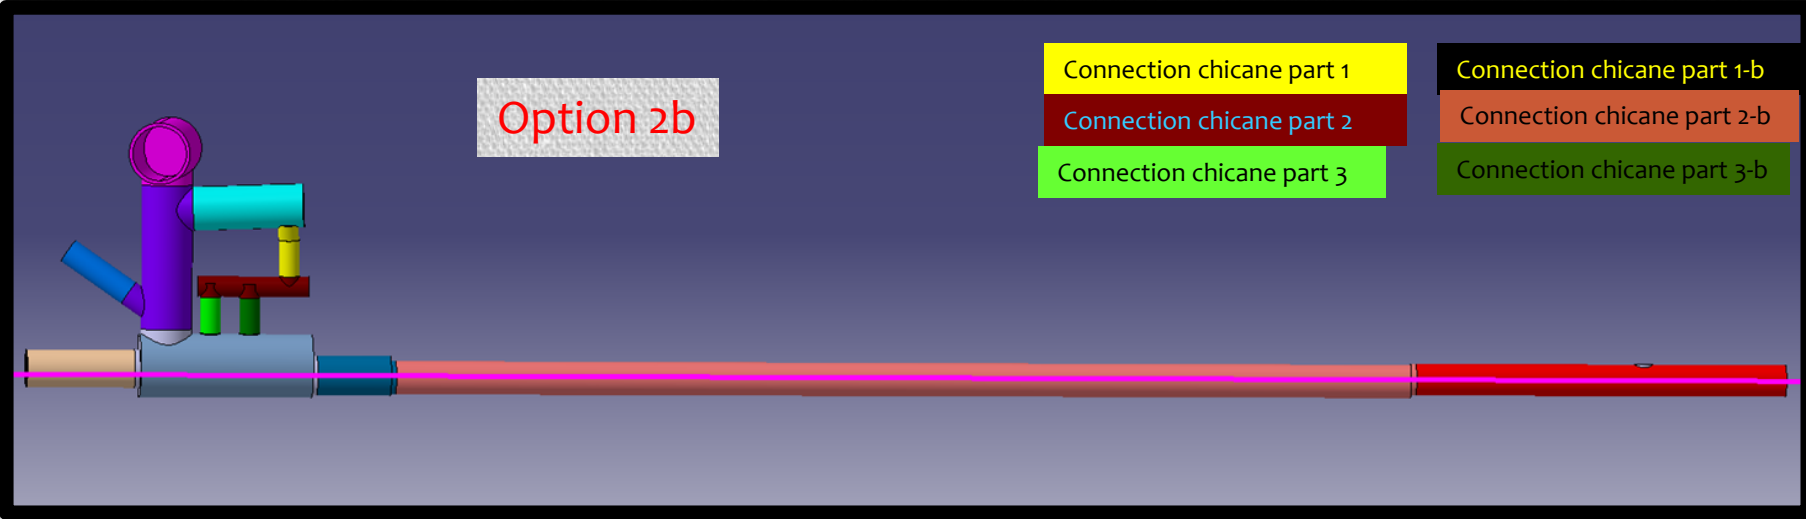 Option 2b
Connection chicane part 1
Connection chicane part 2
Connection chicane part 3
Connection chicane part 1-b
Connection chicane part 2-b
Connection chicane part 3-b